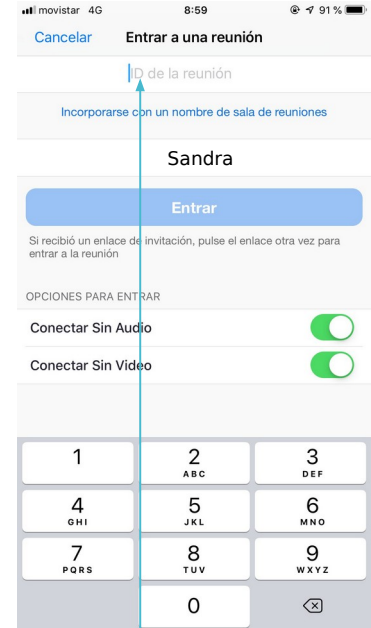 movistar 4G 8:59 91 %
Cancelar Entrar a una reunión
ID de la reunión
Incorporarse con un nombre de sala de reuniones
Sandra
Entrar
Si recibió un enlace de invitación, pulse el enlace otra vez para
entrar a la reunión
OPCIONES PARA ENTRAR
Conectar Sin Audio
Conectar Sin Video
1 2 3
ABC DEF
4 5 6
GHI JKL MNO
7 8 9
PQRS TUV WXYZ
0